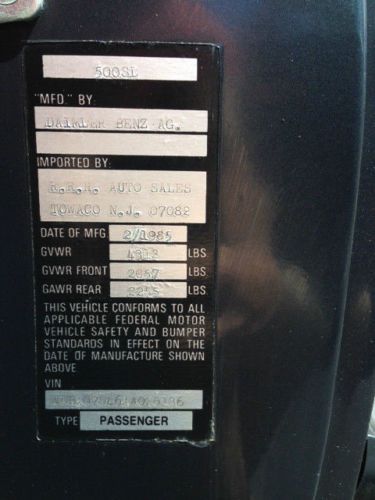 500SL
"MFD." BY:
DAIMLER BENZ AG.
IMPORTED BY:
AUTO SALES
TOWACO N.J. 07082
DATE OF MFG 2/1985
GVWR LBS.
GVWR FRONT LBS.
GAWR REAR LBS.
THIS VEHICLE CONFORMS TO ALL
APPLICABLE FEDERAL MOTOR
VEHICLE SAFETY AND BUMPER
STANDARDS IN EFFECT ON THE
DATE OF MANUFACTURE SHOWN
ABOVE
VIN
TYPE PASSENGER